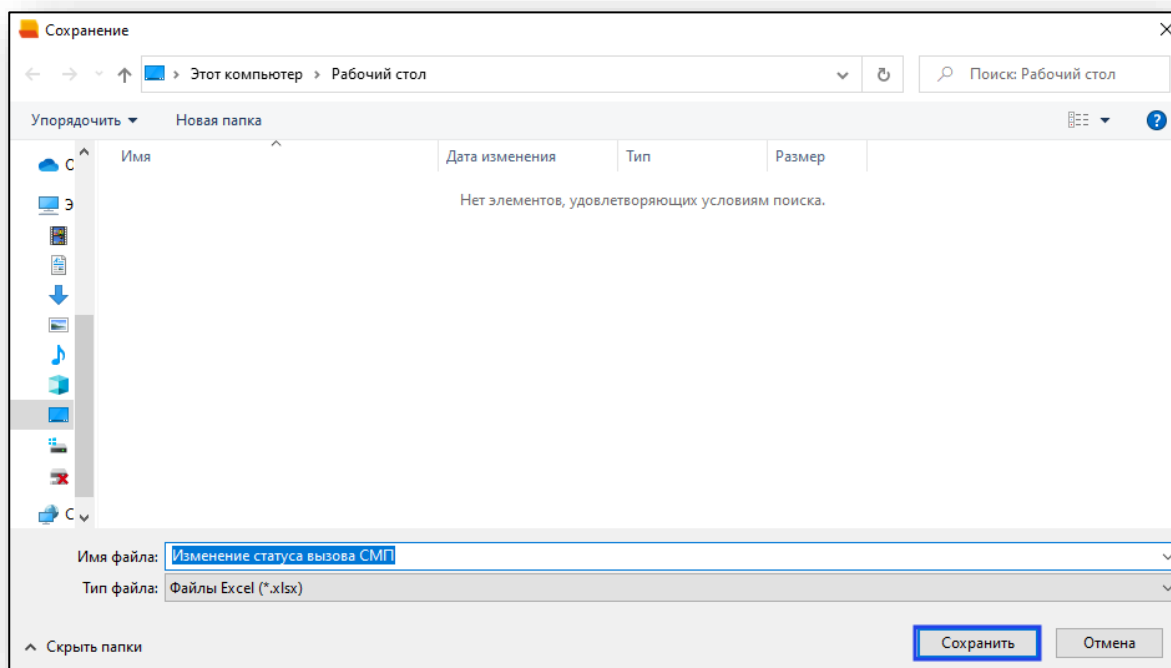 Сохранение
Этот компьютер › Рабочий стол
Поиск: Рабочий стол
Упорядочить Новая папка
Имя Дата изменения Тип Размер
Нет элементов, удовлетворяющих условиям поиска.
Имя файла: Изменение статуса вызова СМП
Тип файла: Файлы Excel (*.xlsx)
Скрыть папки
Сохранить Отмена